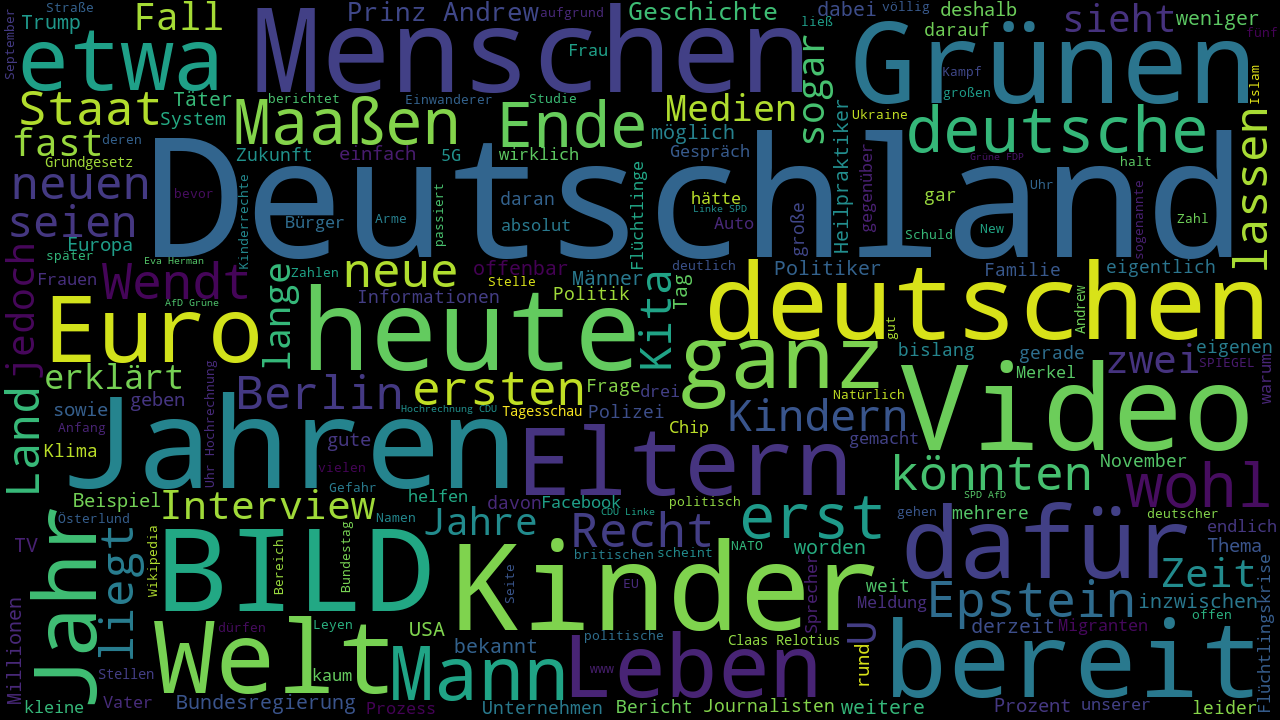 Straße
Trump
Fall
Prinz Andrew
aufgrund
Geschichte
ließ
dabei
völlig
deshalb
sieht
weniger
fünf
September
etwa
Menschen
Frau
sogar
Grünen
darauf
Kampf
großen
Islam
Staat
Täter
System
berichtet
Maaßen
Einwanderer
Ende
Studie
Medien
möglich
Ukraine
deutsche
fast
deren
Grundgesetz
Zukunft
einfach
5G
wirklich
Gespräch
Heilpraktiker
gegenüber
Grüne FDP
halt
lassen
neuen
bevor
Deutschland
Kinderrechte
Bürger
Arme
passiert
daran
absolut
Flüchtlinge
hätte
Linke SPD
Auto
große
gar
Uhr
sogenannte
Zahl
seien
Schuld
New
Europa
später
Eva Herman
jedoch
Frauen
Wendt
AfD Grüne
lange
Zahlen
neue
offenbar
Stelle
Männer
Informationen
Politik
deutlich
Kita
Tag
Politiker
Familie
eigentlich
deutschen
Andrew
gut
Euro
heute
ganz
bislang
gerade
Merkel
zwei
eigenen
SPIEGEL
warum
Land
erklärt
geben
Uhr Hochrechnung
Berlin
ersten
Frage
drei
Natürlich
Video
sowie
Anfang
Hochrechnung CDU
Tagesschau
Polizei
Chip
Kindern
gemacht
Klima
Jahren
gute
vielen
Gefahr
Eltern
könnten
November
wohl
Beispiel
Interview
helfen
davon
Facebook
politisch
SPD AfD
deutscher
Jahr
Österlund
liegt
Namen
Jahre
CDU Linke
Recht
erst
mehrere
gehen
dafür
endlich
TV
Wikipedia
BILD
Bereich
Bundestag
Kinder
britischen
scheint
NATO
worden
Thema
Seite
EU
Sprecher
weit
Zeit
Flüchtlingskrise
Meldung
Epstein
inzwischen
offen
Millionen
Welt
dürfen
Leyen
USA
bekannt
politische
Claas Relotius
U
derzeit
Migranten
Stellen
kaum
Mann
www
Leben
rund
bereit
kleine
Vater
Bundesregierung
Prozess
Unternehmen
Bericht
Journalisten
weitere
Prozent
unserer
leider